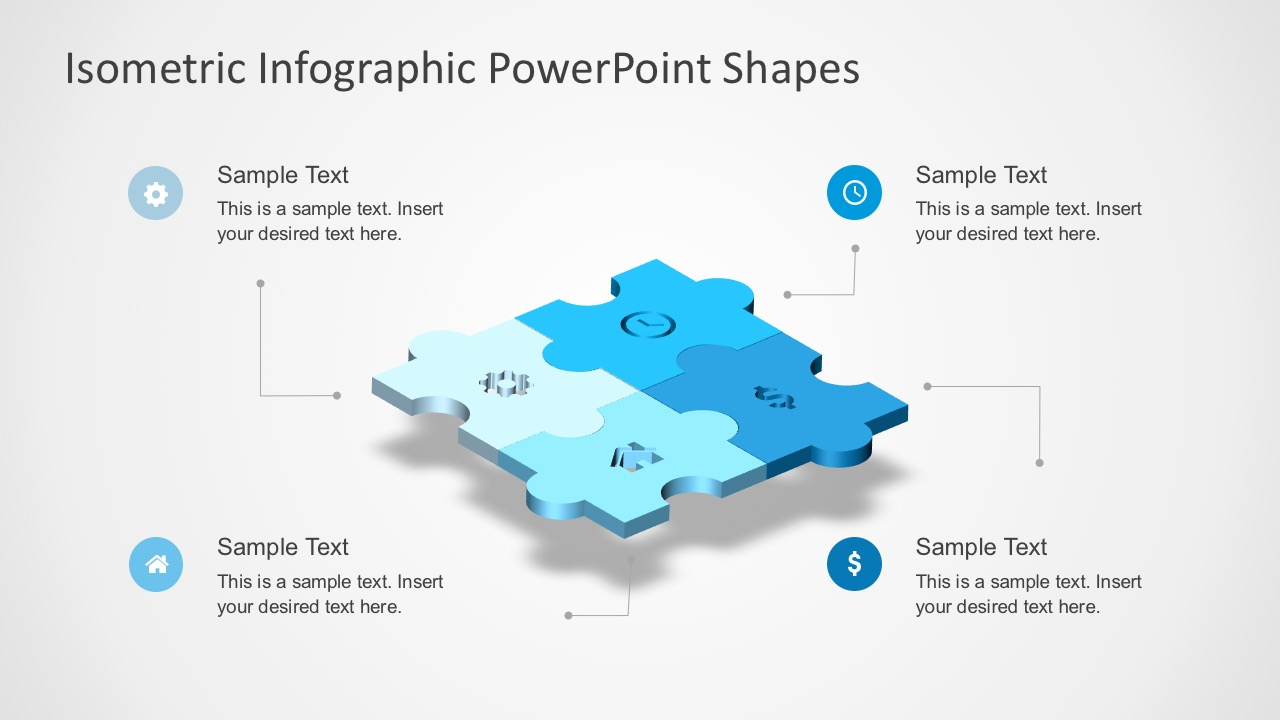 Isometric Infographic PowerPoint Shapes
Sample Text
This is a sample text. Insert
your desired text here.
Sample Text
This is a sample text. Insert
your desired text here.
Sample Text
This is a sample text. Insert
your desired text here.
$
Sample Text
This is a sample text. Insert
your desired text here.